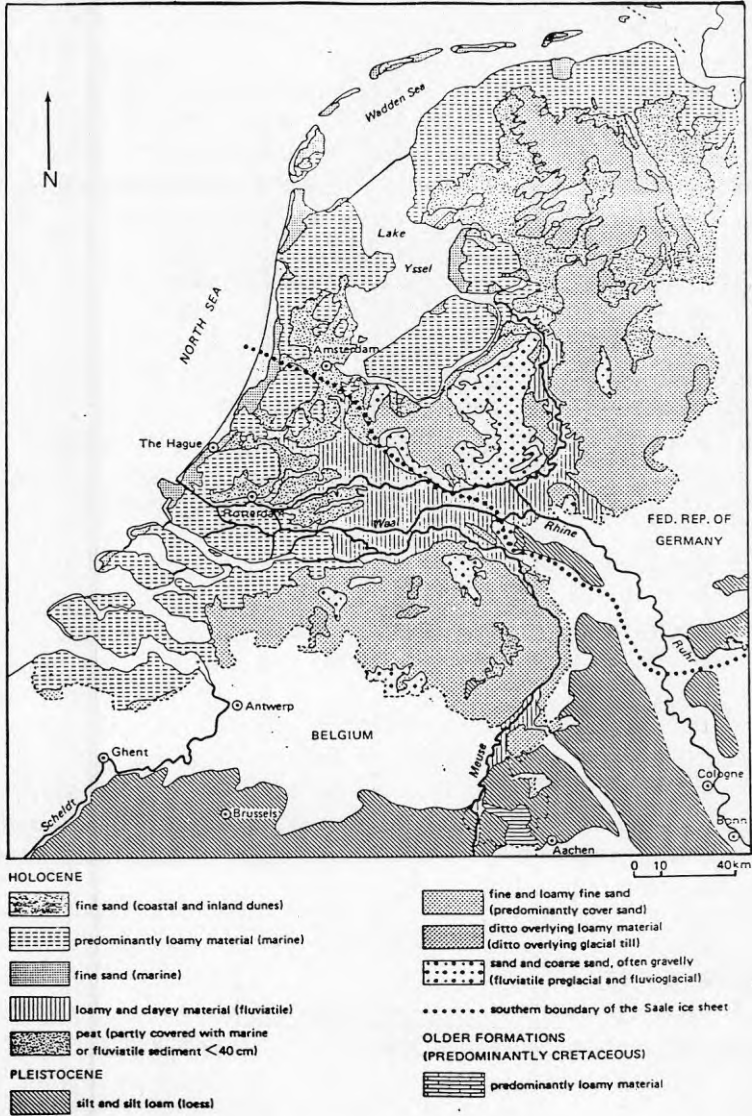 N
Wadden Sea
Lake
Yssel
NORTH SEA
Amsterdam
The Hague
Rotterdam
Waal
Rhine
FED. REP. OF
GERMANY
Ruhr
Antwerp
BELGIUM
Ghent
Meuse
Scheldt
Cologne
Brussels
Bonn
Aachen
0 10 40km
HOLOCENE
fine sand (coastal and inland dunes)
predominantly loamy material (marine)
fine sand (marine)
loamy and clayey material (fluviatile)
peat (partly covered with marine
or fluviatile sediment <40 cm)
PLEISTOCENE
silt and silt loam (loess)
fine and loamy fine sand
(predominantly cover sand)
ditto overlying loamy material
(ditto overlying glacial till)
sand and coarse sand, often gravelly
(fluviatile preglacial and fluvioglacial)
southern boundary of the Saale ice sheet
OLDER FORMATIONS
(PREDOMINANTLY CRETACEOUS)
predominantly loamy material